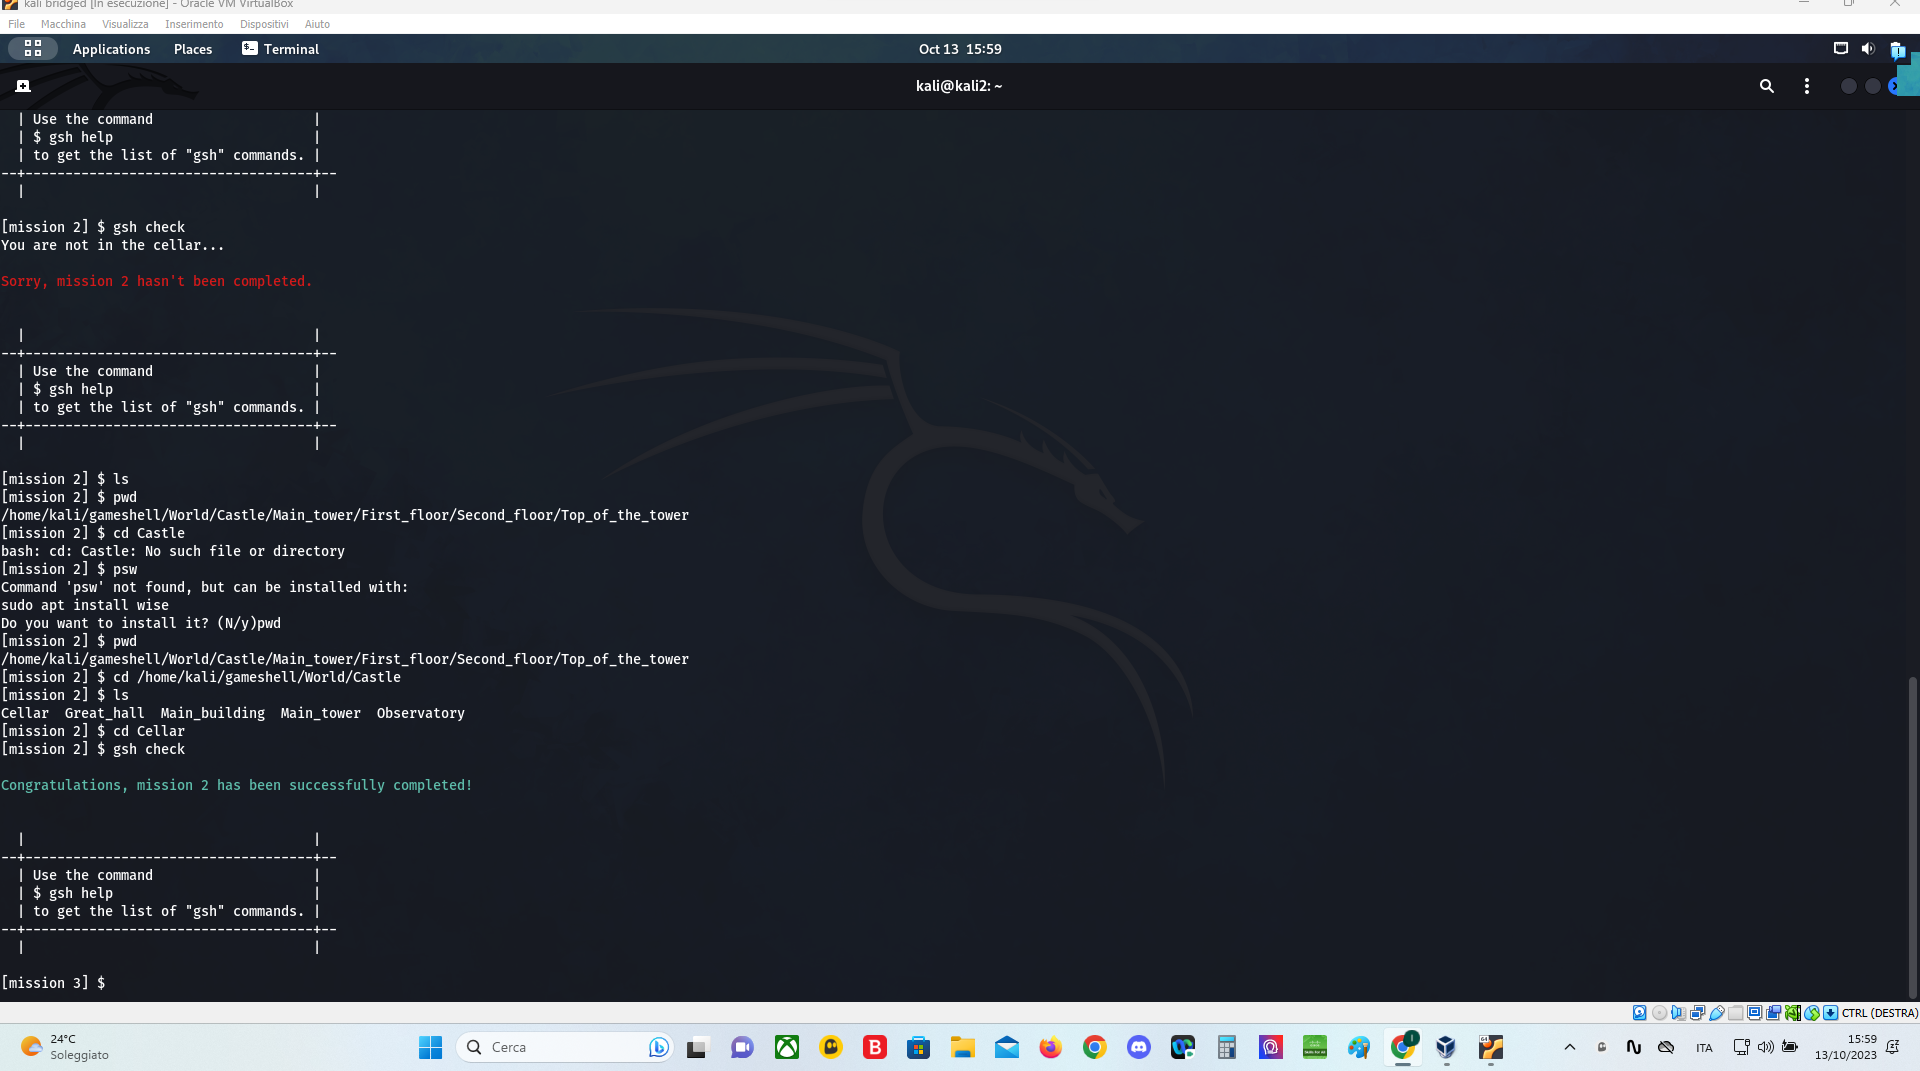 kali bridged [In esecuzione] - Oracle VM VirtualBox
File Macchina Visualizza Inserimento Dispositivi Aiuto
Applications Places Terminal Oct 13 15:59
kali@kali2: ~
| Use the command |
| $ gsh help |
| to get the list of "gsh" commands. |
--+------------------------------------+--
| |
[mission 2] $ gsh check
You are not in the cellar...
Sorry, mission 2 hasn't been completed.
| |
--+------------------------------------+--
| Use the command |
| $ gsh help |
| to get the list of "gsh" commands. |
--+------------------------------------+--
| |
[mission 2] $ ls
[mission 2] $ pwd
/home/kali/gameshell/World/Castle/Main_tower/First_floor/Second_floor/Top_of_the_tower
[mission 2] $ cd Castle
bash: cd: Castle: No such file or directory
[mission 2] $ psw
Command 'psw' not found, but can be installed with:
sudo apt install wise
Do you want to install it? (N/y)pwd
[mission 2] $ pwd
/home/kali/gameshell/World/Castle/Main_tower/First_floor/Second_floor/Top_of_the_tower
[mission 2] $ cd /home/kali/gameshell/World/Castle
[mission 2] $ ls
Cellar Great_hall Main_building Main_tower Observatory
[mission 2] $ cd Cellar
[mission 2] $ gsh check
Congratulations, mission 2 has been successfully completed!
| |
--+------------------------------------+--
| Use the command |
| $ gsh help |
| to get the list of "gsh" commands. |
--+------------------------------------+--
| |
[mission 3] $
CTRL (DESTRA)
24°C
Soleggiato
Cerca
ITA
15:59
13/10/2023